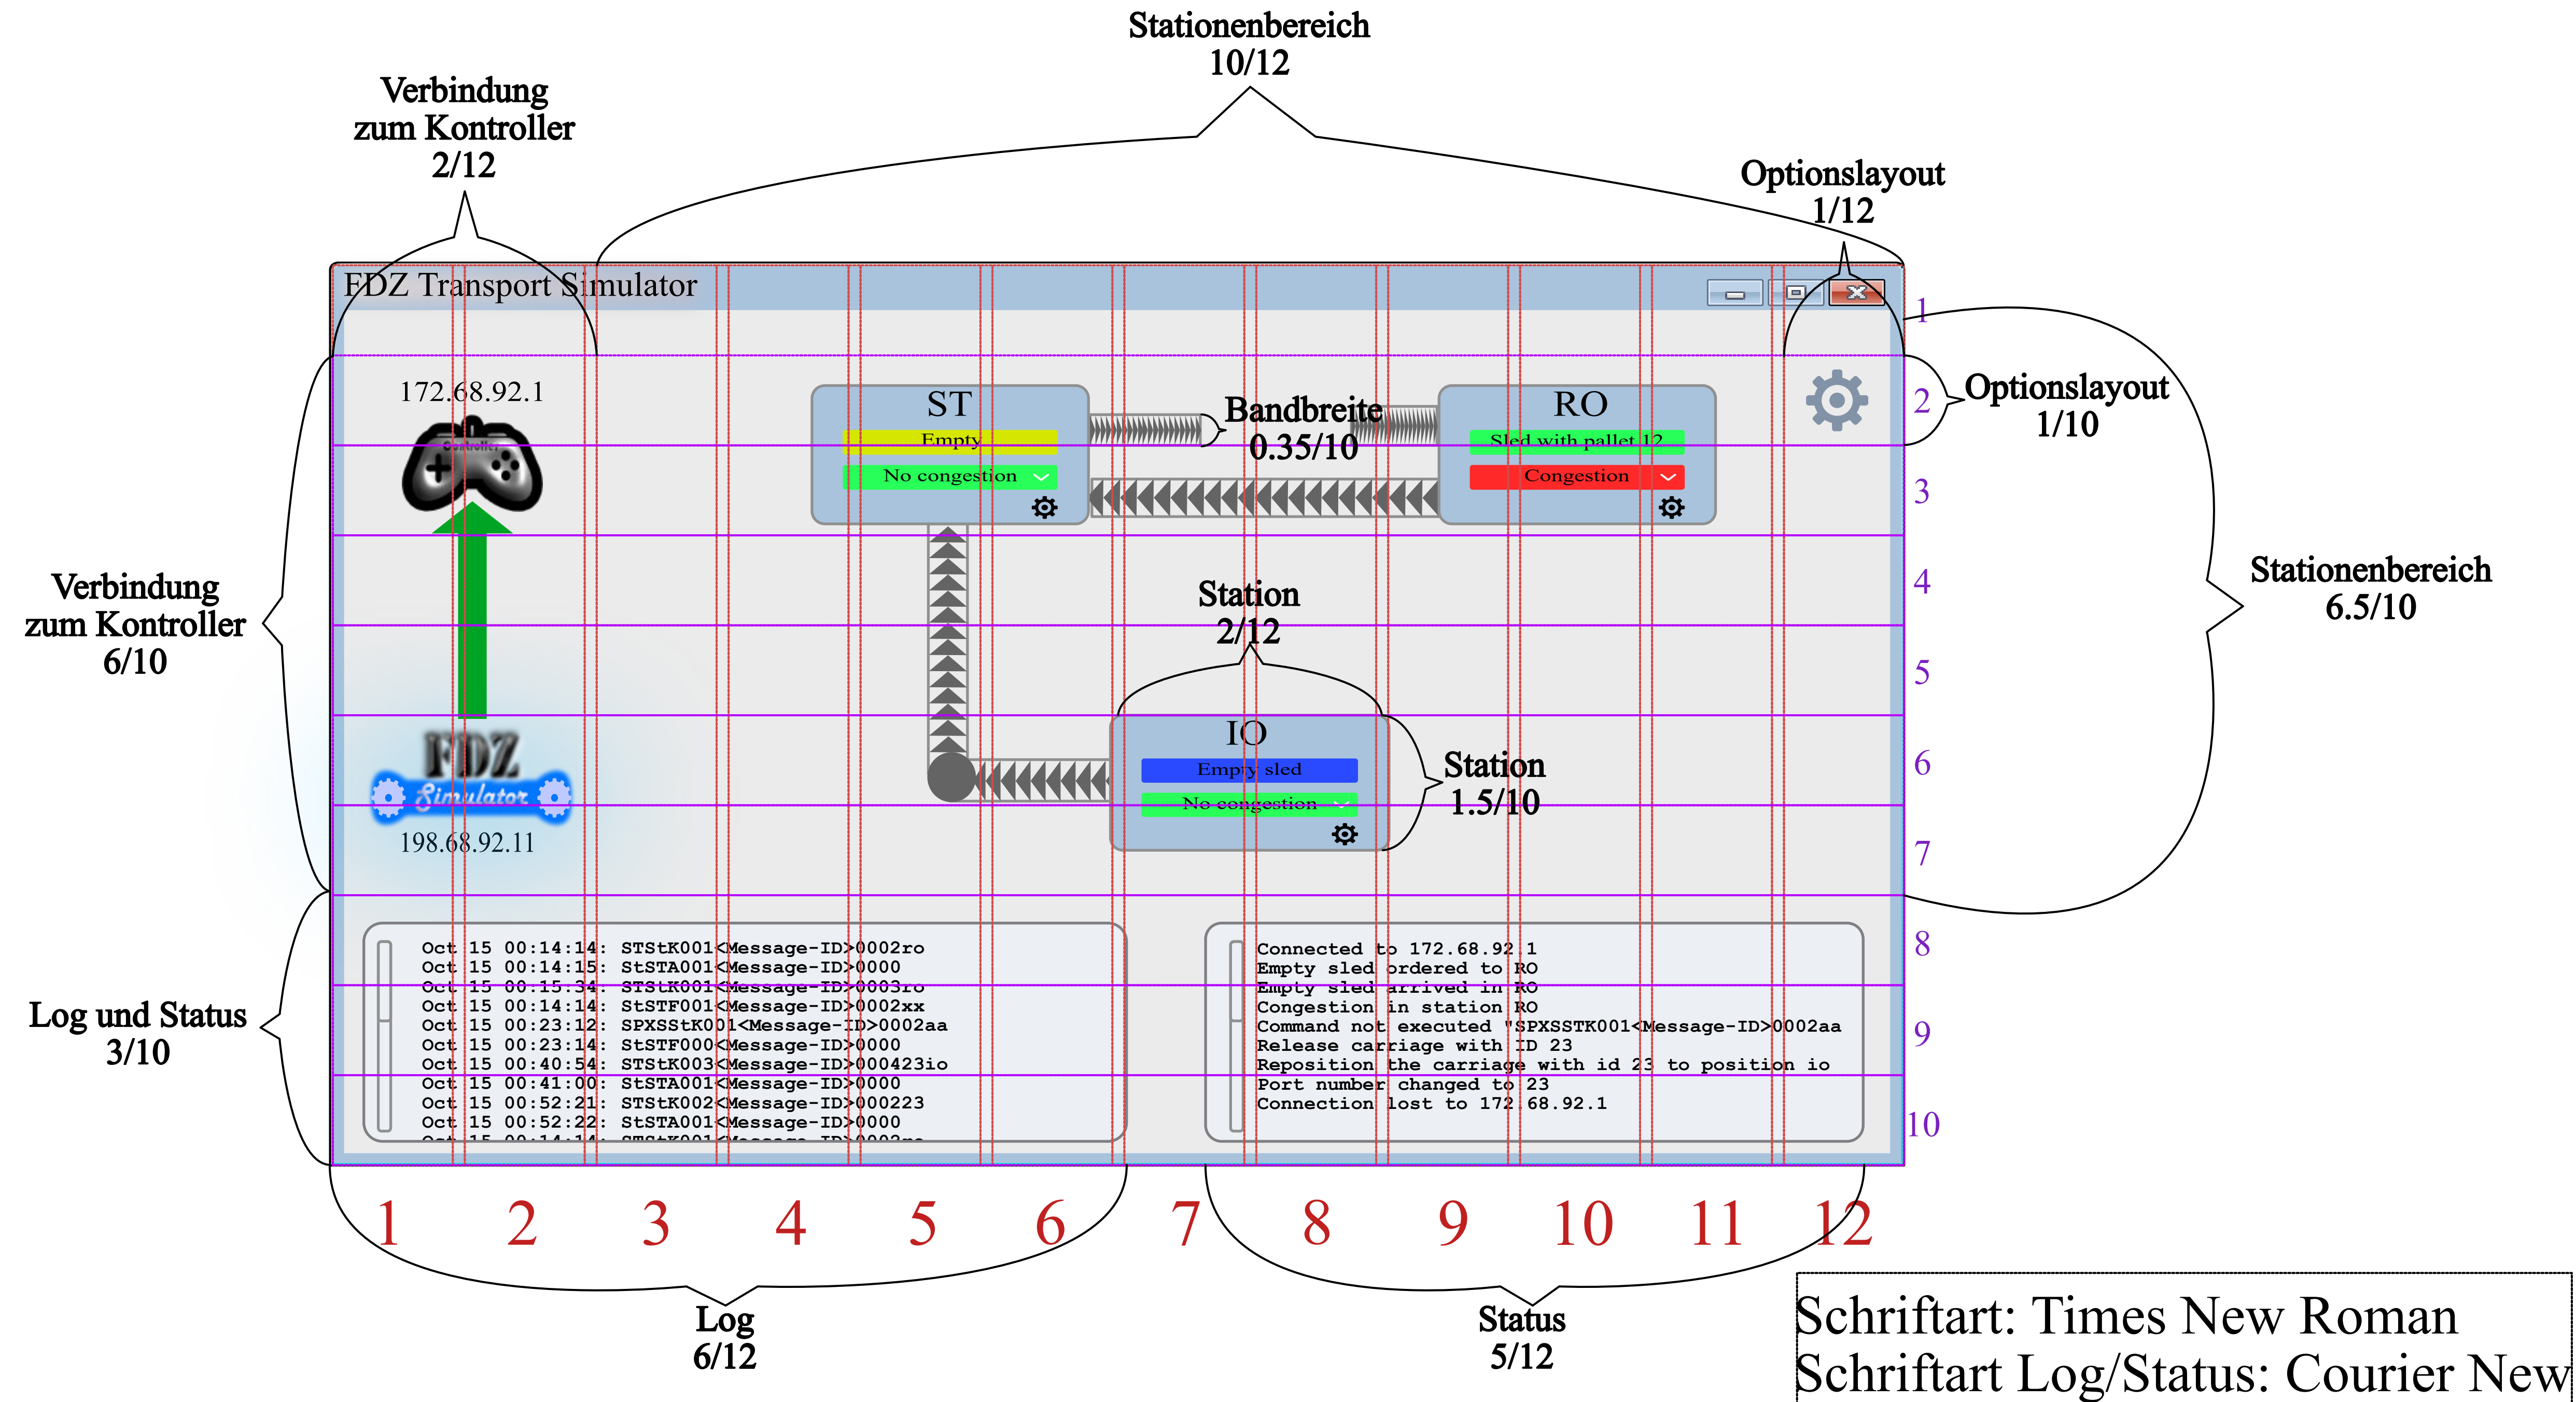 Stationenbereich
10/12
Verbindung
zum Kontroller
2/12
Optionslayout
1/12
FDZ Transport Simulator
1
172.68.92.1
Controller
ST
Empty
No congestion
Bandbreite
0.35/10
RO
Sled with pallet 12
Congestion
2
Optionslayout
1/10
3
4
Verbindung
zum Kontroller
6/10
Station
2/12
Stationenbereich
6.5/10
5
FDZ
Simulator
198.68.92.11
IO
Empty sled
No congestion
Station
1.5/10
6
7
Log und Status
3/10
Oct 15 00:14:14: STStK001<Message-ID>0002ro
Oct 15 00:14:15: StSTA001<Message-ID>0000
Oct 15 00:15:34: STStK001<Message-ID>0003ro
Oct 15 00:14:14: StSTF001<Message-ID>0002xx
Oct 15 00:23:12: SPXSStK001<Message-ID>0002aa
Oct 15 00:23:14: StSTF000<Message-ID>0000
Oct 15 00:40:54: STStK003<Message-ID>000423io
Oct 15 00:41:00: StSTA001<Message-ID>0000
Oct 15 00:52:21: STStK002<Message-ID>000223
Oct 15 00:52:22: StSTA001<Message-ID>0000
Oct 15 00:14:14: STStK001<Message-ID>0002ro
Connected to 172.68.92.1
Empty sled ordered to RO
Empty sled arrived in RO
Congestion in station RO
Command not executed "SPXSSTK001<Message-ID>0002aa
Release carriage with ID 23
Reposition the carriage with id 23 to position io
Port number changed to 23
Connection lost to 172.68.92.1
8
9
10
1 2 3 4 5 6 7 8 9 10 11 12
Log
6/12
Status
5/12
Schriftart: Times New Roman
Schriftart Log/Status: Courier New